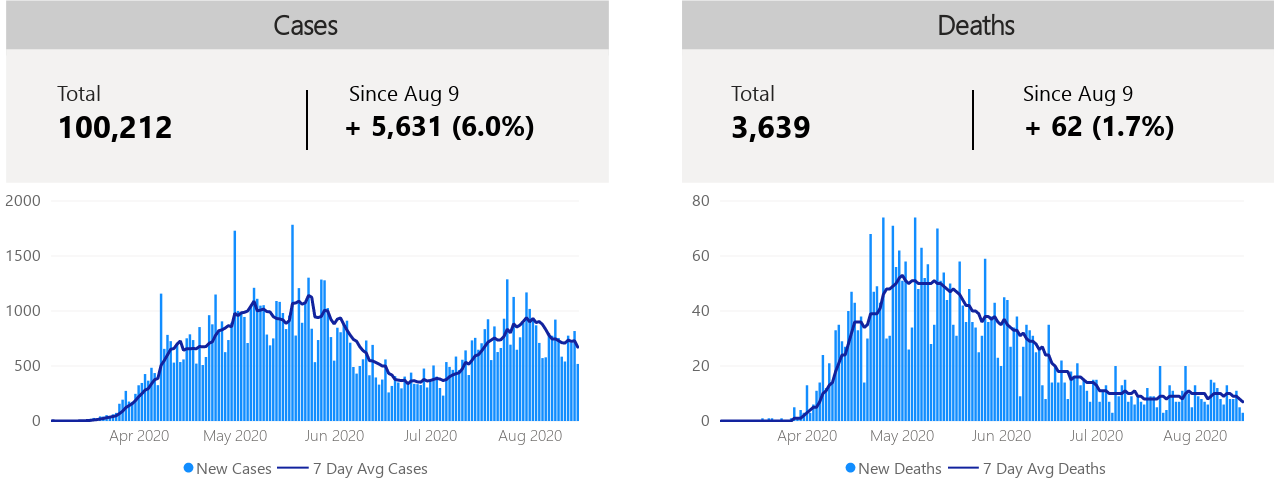 Cases
Total
100,212
Since Aug 9
+ 5,631 (6.0%)
2000
1500
1000
500
0
Apr 2020 May 2020 Jun 2020 Jul 2020 Aug 2020
New Cases 7 Day Avg Cases
Deaths
Total
3,639
Since Aug 9
+ 62 (1.7%)
80
60
40
20
0
Apr 2020 May 2020 Jun 2020 Jul 2020 Aug 2020
New Deaths 7 Day Avg Deaths